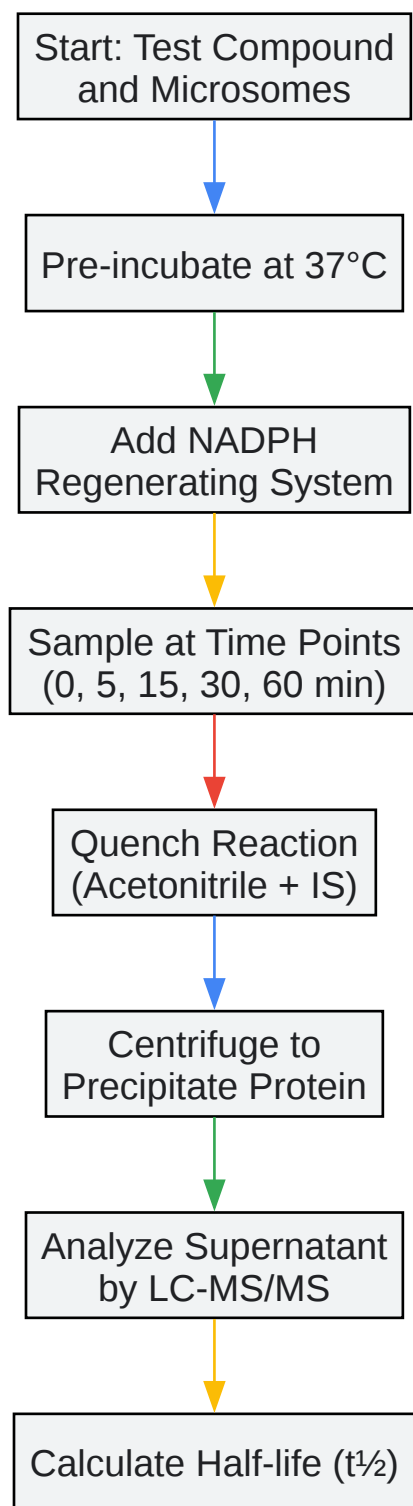 Start: Test Compound
and Microsomes
Pre-incubate at 37°C
Add NADPH
Regenerating System
Sample at Time Points
(0, 5, 15, 30, 60 min)
Quench Reaction
(Acetonitrile + IS)
Centrifuge to
Precipitate Protein
Analyze Supernatant
by LC-MS/MS
Calculate Half-life (t½)